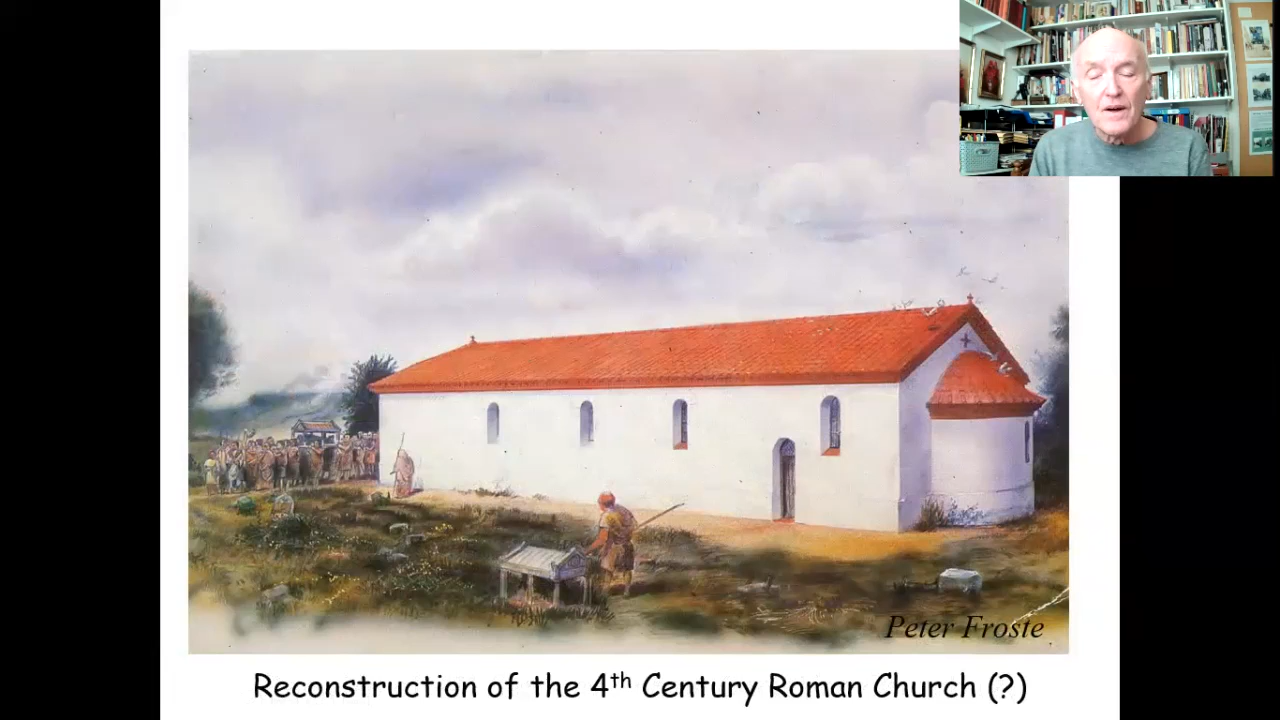 Peter Froste
Reconstruction of the 4th Century Roman Church (?)